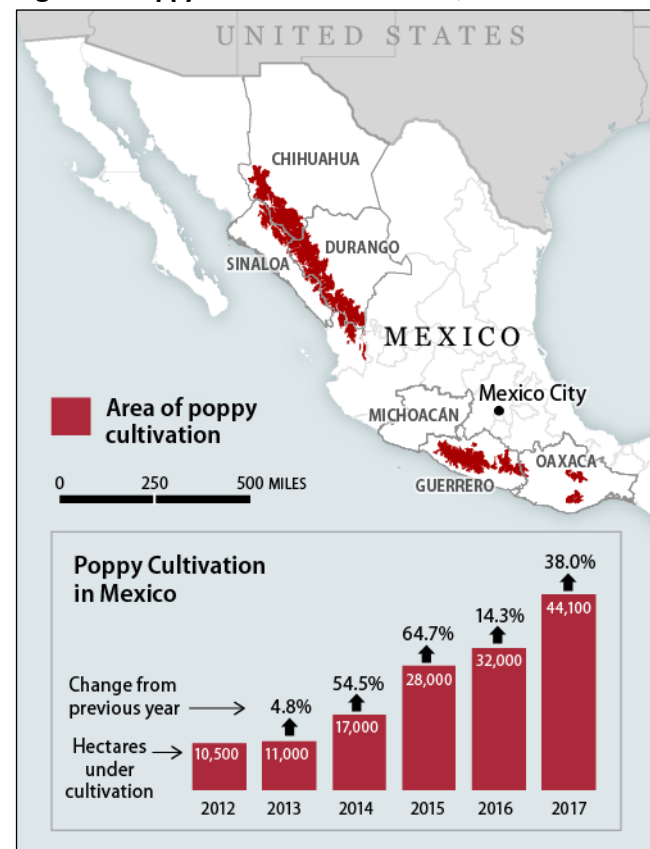 UNITED STATES
CHIHUAHUA
DURANGO
SINALOA
MEXICO
Mexico City
MICHOACÁN
OAXACA
GUERRERO
Area of poppy
cultivation
0 250 500 MILES
Poppy Cultivation
in Mexico
38.0%
44,100
14.3%
32,000
64.7%
28,000
54.5%
17,000
Change from
previous year
4.8%
11,000
Hectares
under
cultivation
10,500
2012 2013 2014 2015 2016 2017